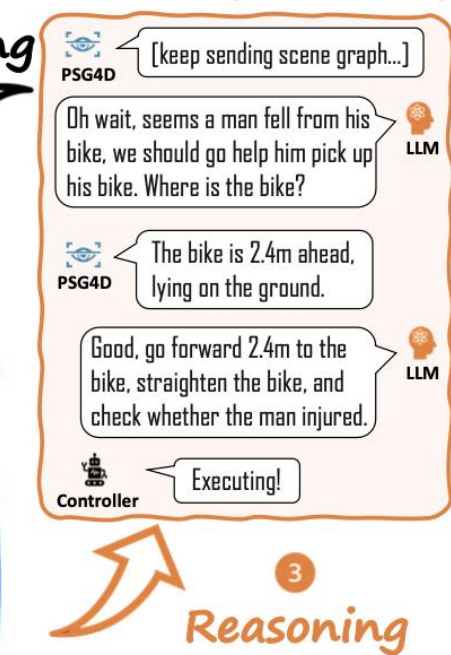 ng
[keep sending scene graph...]
PSG4D
Oh wait, seems a man fell from his
bike, we should go help him pick up
his bike. Where is the bike?
LLM
The bike is 2.4m ahead,
lying on the ground.
PSG4D
Good, go forward 2.4m to the
bike, straighten the bike, and
check whether the man injured.
LLM
Executing!
Controller
3
Reasoning